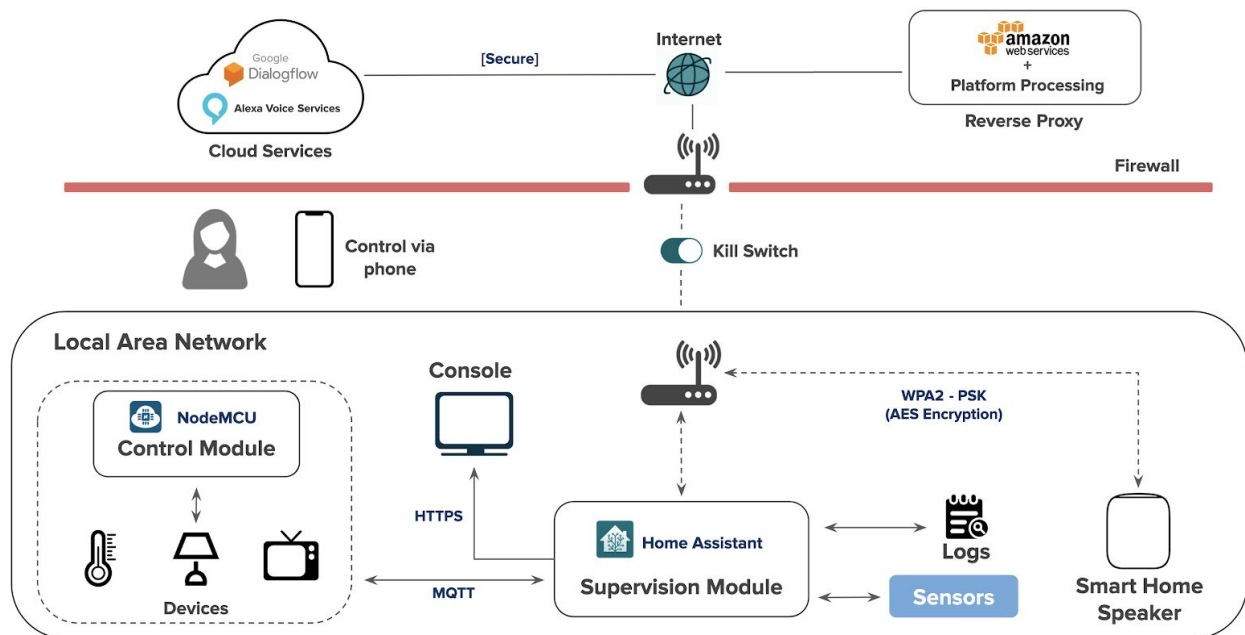 Google
Dialogflow
Alexa Voice Services
Cloud Services
[Secure]
Internet
amazon
webservices
+
Platform Processing
Reverse Proxy
Firewall
Control via
phone
Kill Switch
Local Area Network
NodeMCU
Control Module
Devices
Console
HTTPS
MQTT
WPA2 - PSK
(AES Encryption)
Home Assistant
Supervision Module
Logs
Sensors
Smart Home
Speaker